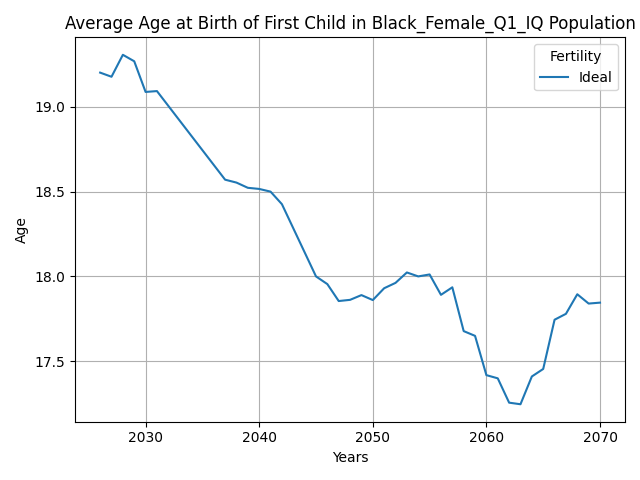 Average Age at Birth of First Child in Black_Female_Q1_IQ Population
Fertility
Ideal
19.0
18.5
18.0
17.5
Age
2030 2040 2050 2060 2070
Years